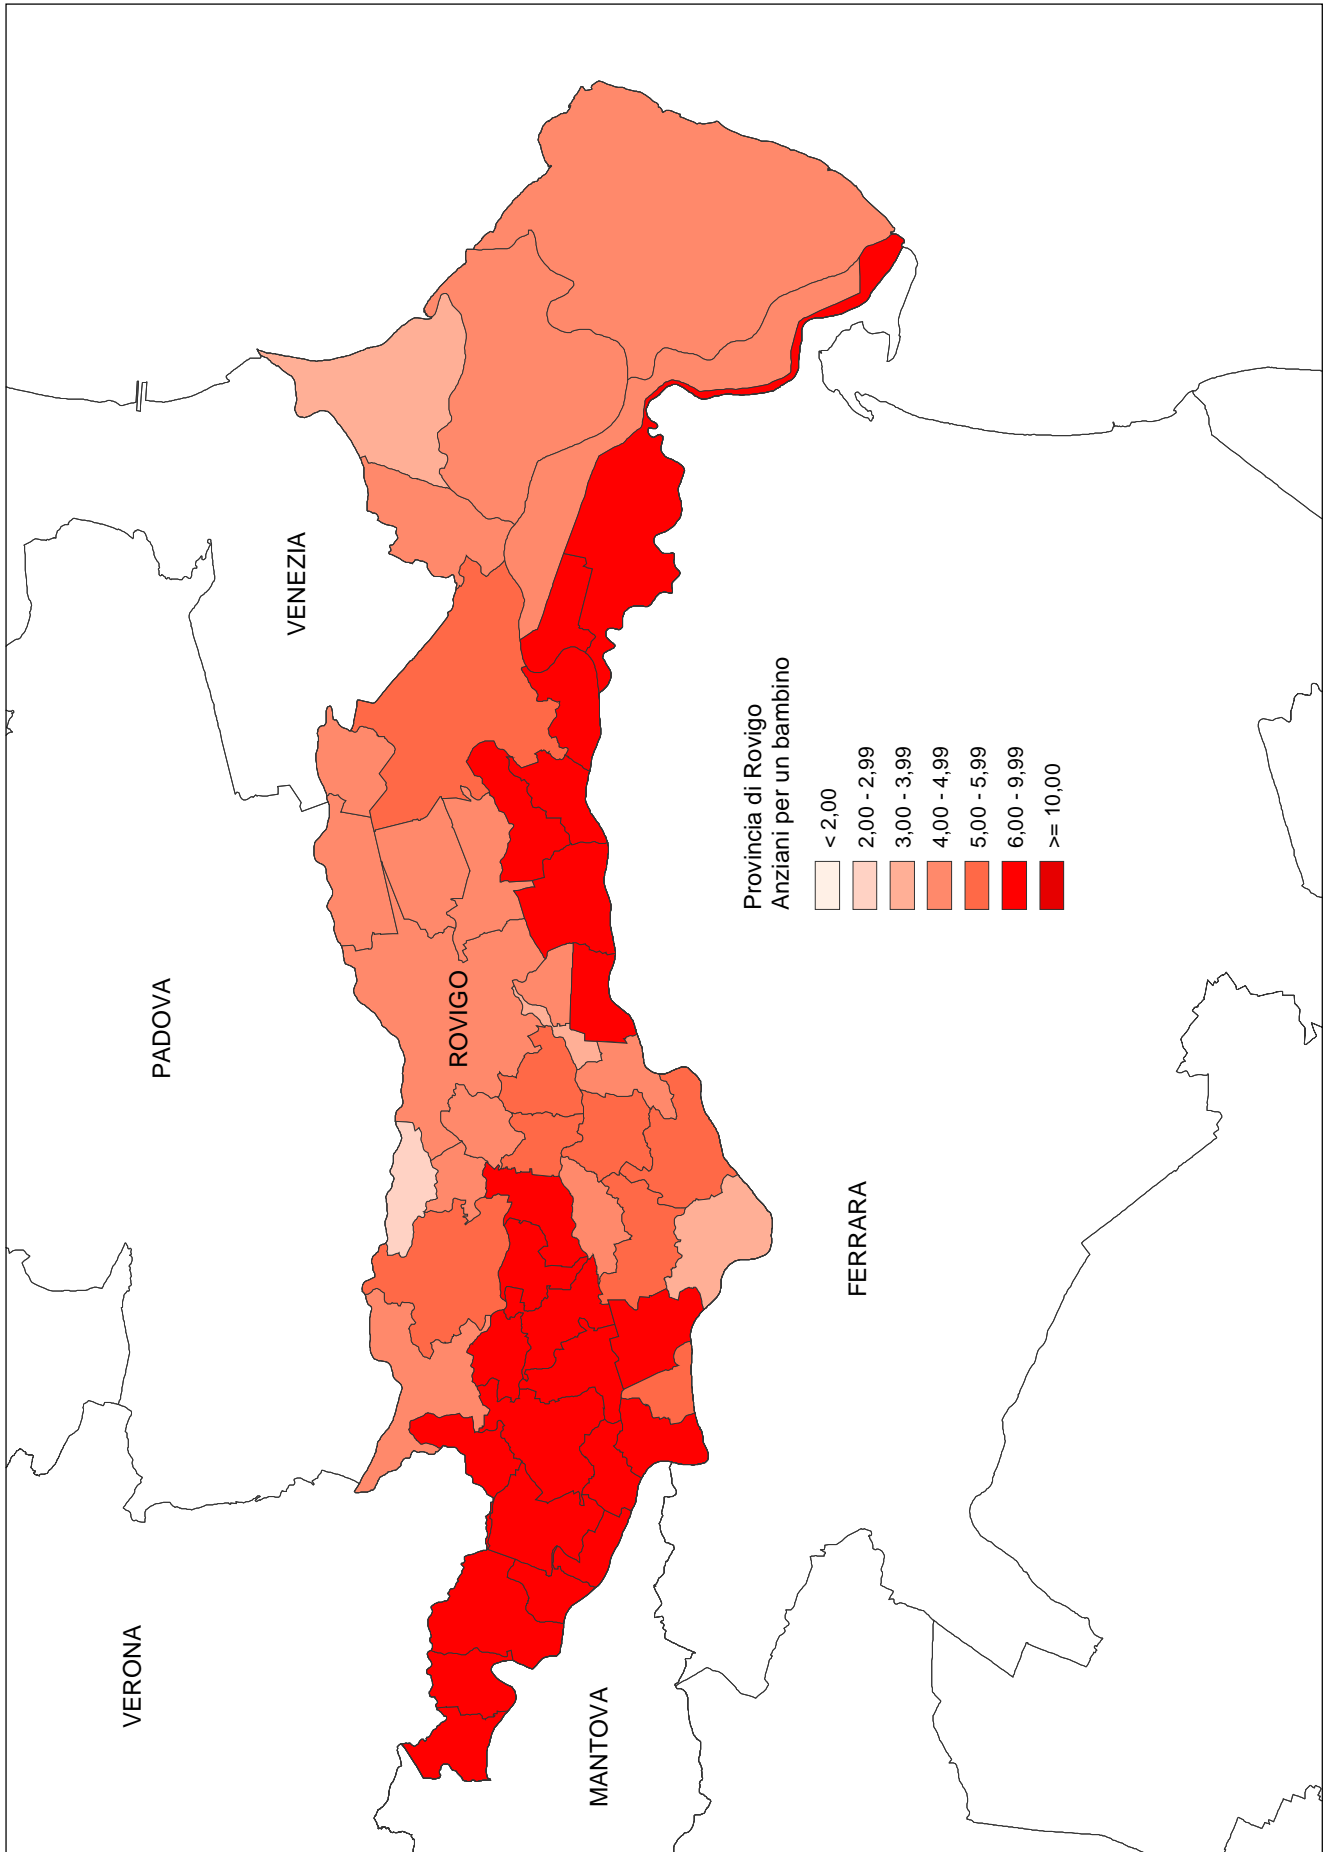 VERONA
PADOVA
VENEZIA
ROVIGO
MANTOVA
FERRARA
Provincia di Rovigo
Anziani per un bambino
< 2,00
2,00 - 2,99
3,00 - 3,99
4,00 - 4,99
5,00 - 5,99
6,00 - 9,99
>= 10,00